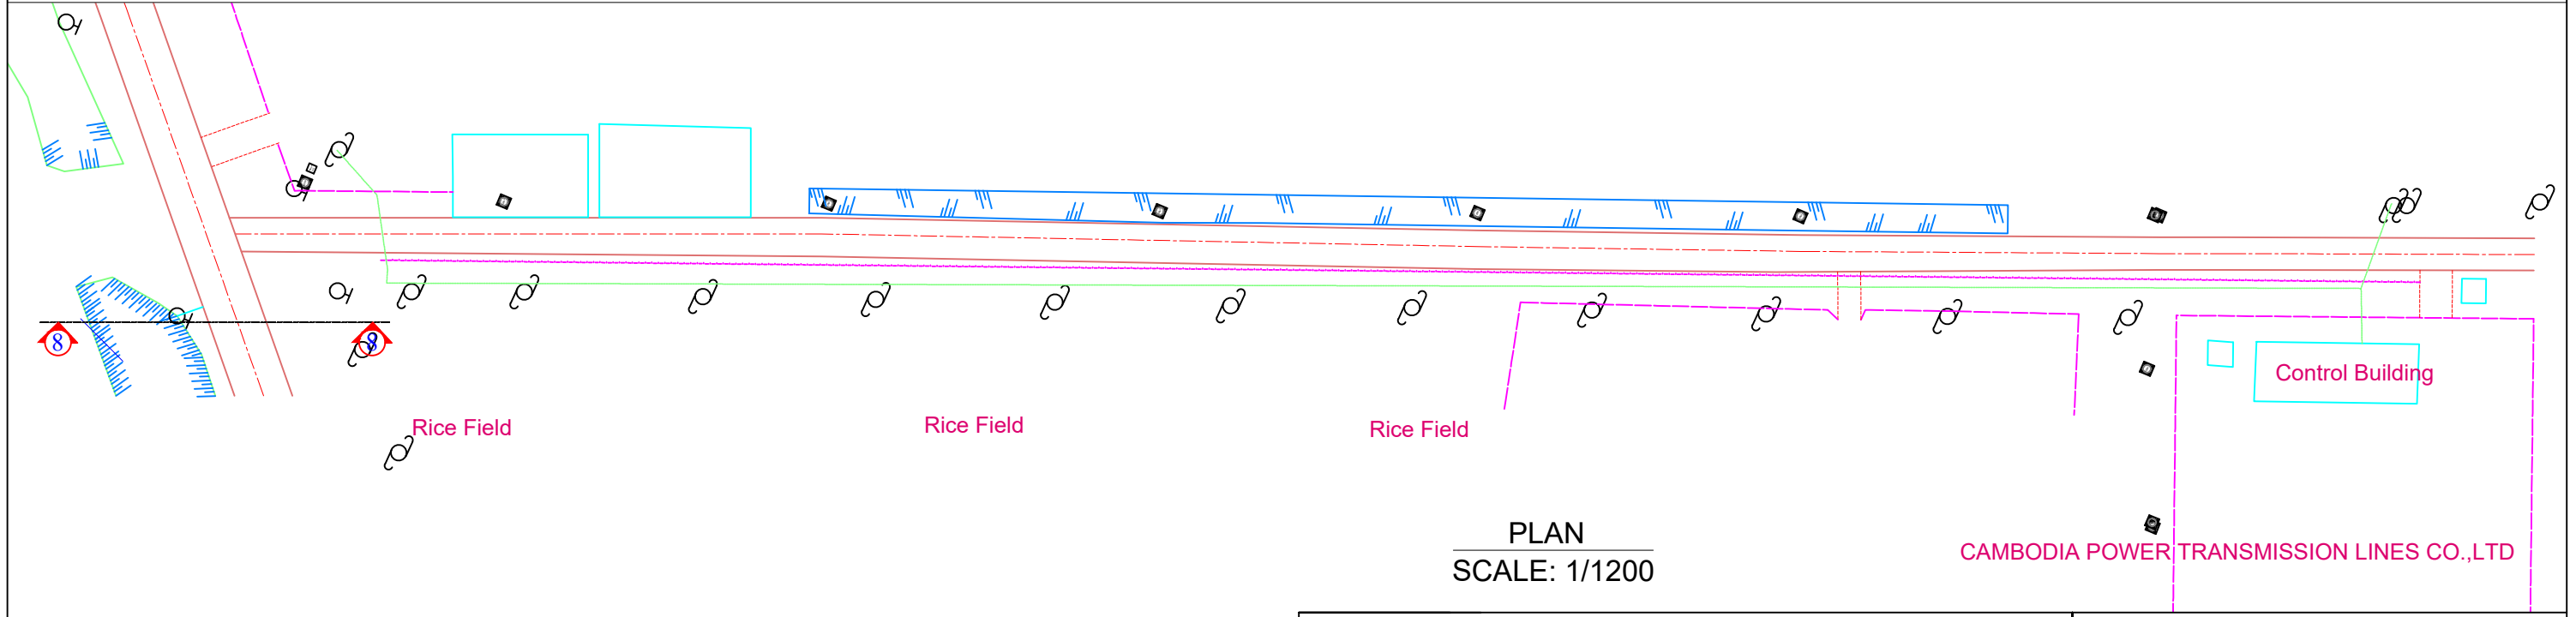 8
8
Control Building
Rice Field
Rice Field
Rice Field
PLAN
SCALE: 1/1200
CAMBODIA POWER TRANSMISSION LINES CO.,LTD